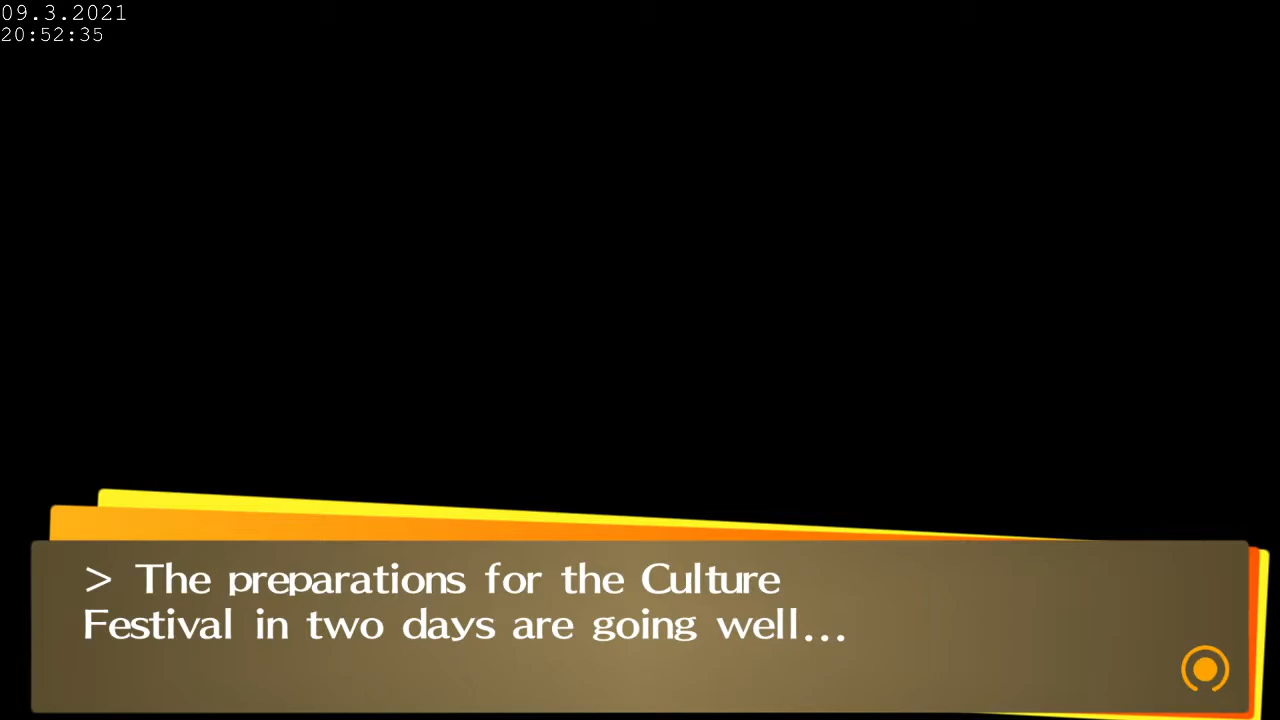 09.3.2021
20:52:35
> The preparations for the Culture
Festival in two days are going well...